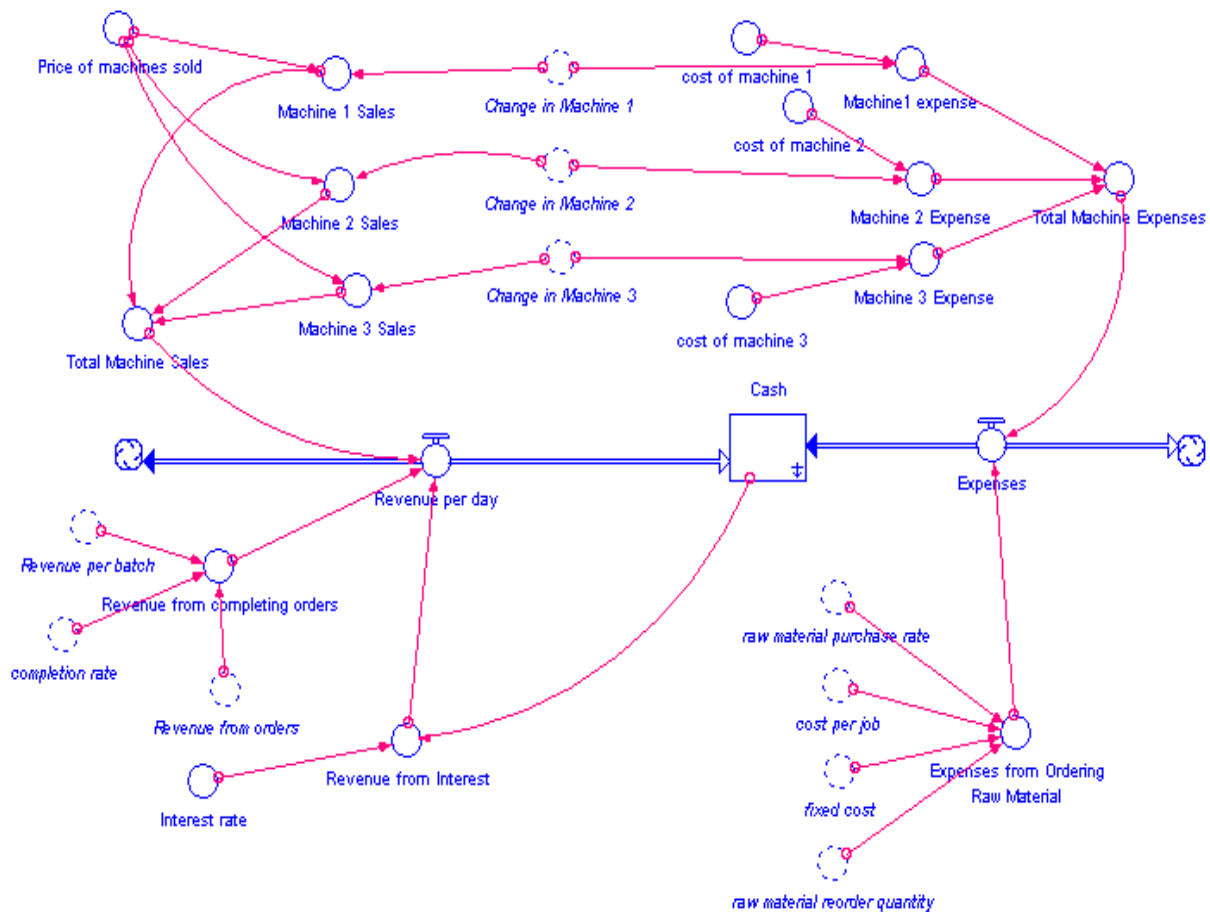 Price of machines sold
cost of machine 1
Machine 1 Sales
Change in Machine 1
Machine1 expense
cost of machine 2
Machine 2 Sales
Change in Machine 2
Machine 2 Expense
Total Machine Expenses
Machine 3 Sales
Change in Machine 3
Machine 3 Expense
cost of machine 3
Total Machine Sales
Cash
Revenue per day
Expenses
Revenue per batch
Revenue from completing orders
raw material purchase rate
completion rate
Revenue from orders
cost per job
Revenue from Interest
Expenses from Ordering
Raw Material
Interest rate
fixed cost
raw material reorder quantity